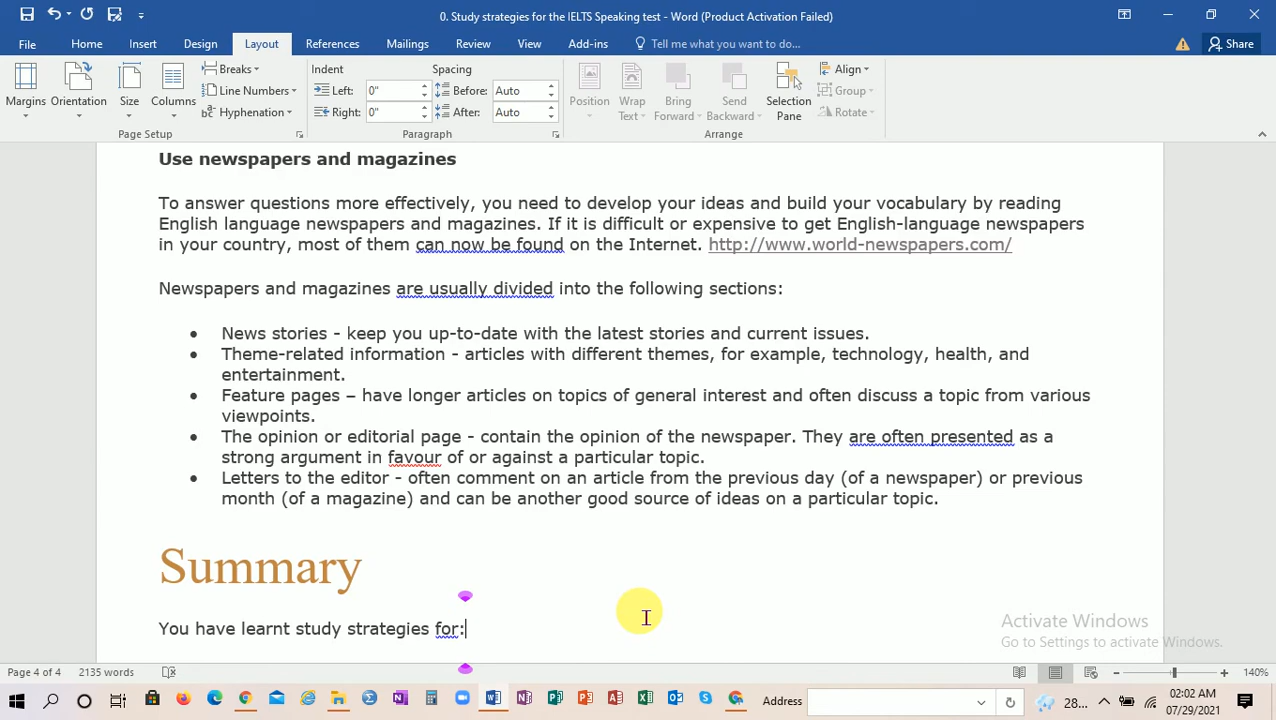 0. Study strategies for the IELTS Speaking test - Word (Product Activation Failed)
File Home Insert Design Layout References Mailings Review View Add-ins Tell me what you want to do... Share
Margins Orientation Size Columns Breaks Line Numbers Hyphenation
Page Setup
Indent Spacing
Left: 0" Before: Auto
Right: 0" After: Auto
Paragraph
Position Wrap Text Bring Forward Send Backward Selection Pane Align Group Rotate
Arrange
Use newspapers and magazines
To answer questions more effectively, you need to develop your ideas and build your vocabulary by reading
English language newspapers and magazines. If it is difficult or expensive to get English-language newspapers
in your country, most of them can now be found on the Internet. http://www.world-newspapers.com/
Newspapers and magazines are usually divided into the following sections:
• News stories - keep you up-to-date with the latest stories and current issues.
• Theme-related information - articles with different themes, for example, technology, health, and
entertainment.
• Feature pages – have longer articles on topics of general interest and often discuss a topic from various
viewpoints.
• The opinion or editorial page - contain the opinion of the newspaper. They are often presented as a
strong argument in favour of or against a particular topic.
• Letters to the editor - often comment on an article from the previous day (of a newspaper) or previous
month (of a magazine) and can be another good source of ideas on a particular topic.
Summary
You have learnt study strategies for:
Activate Windows
Go to Settings to activate Windows.
Page 4 of 4 2135 words 140%
Address 28... 02:02 AM
07/29/2021